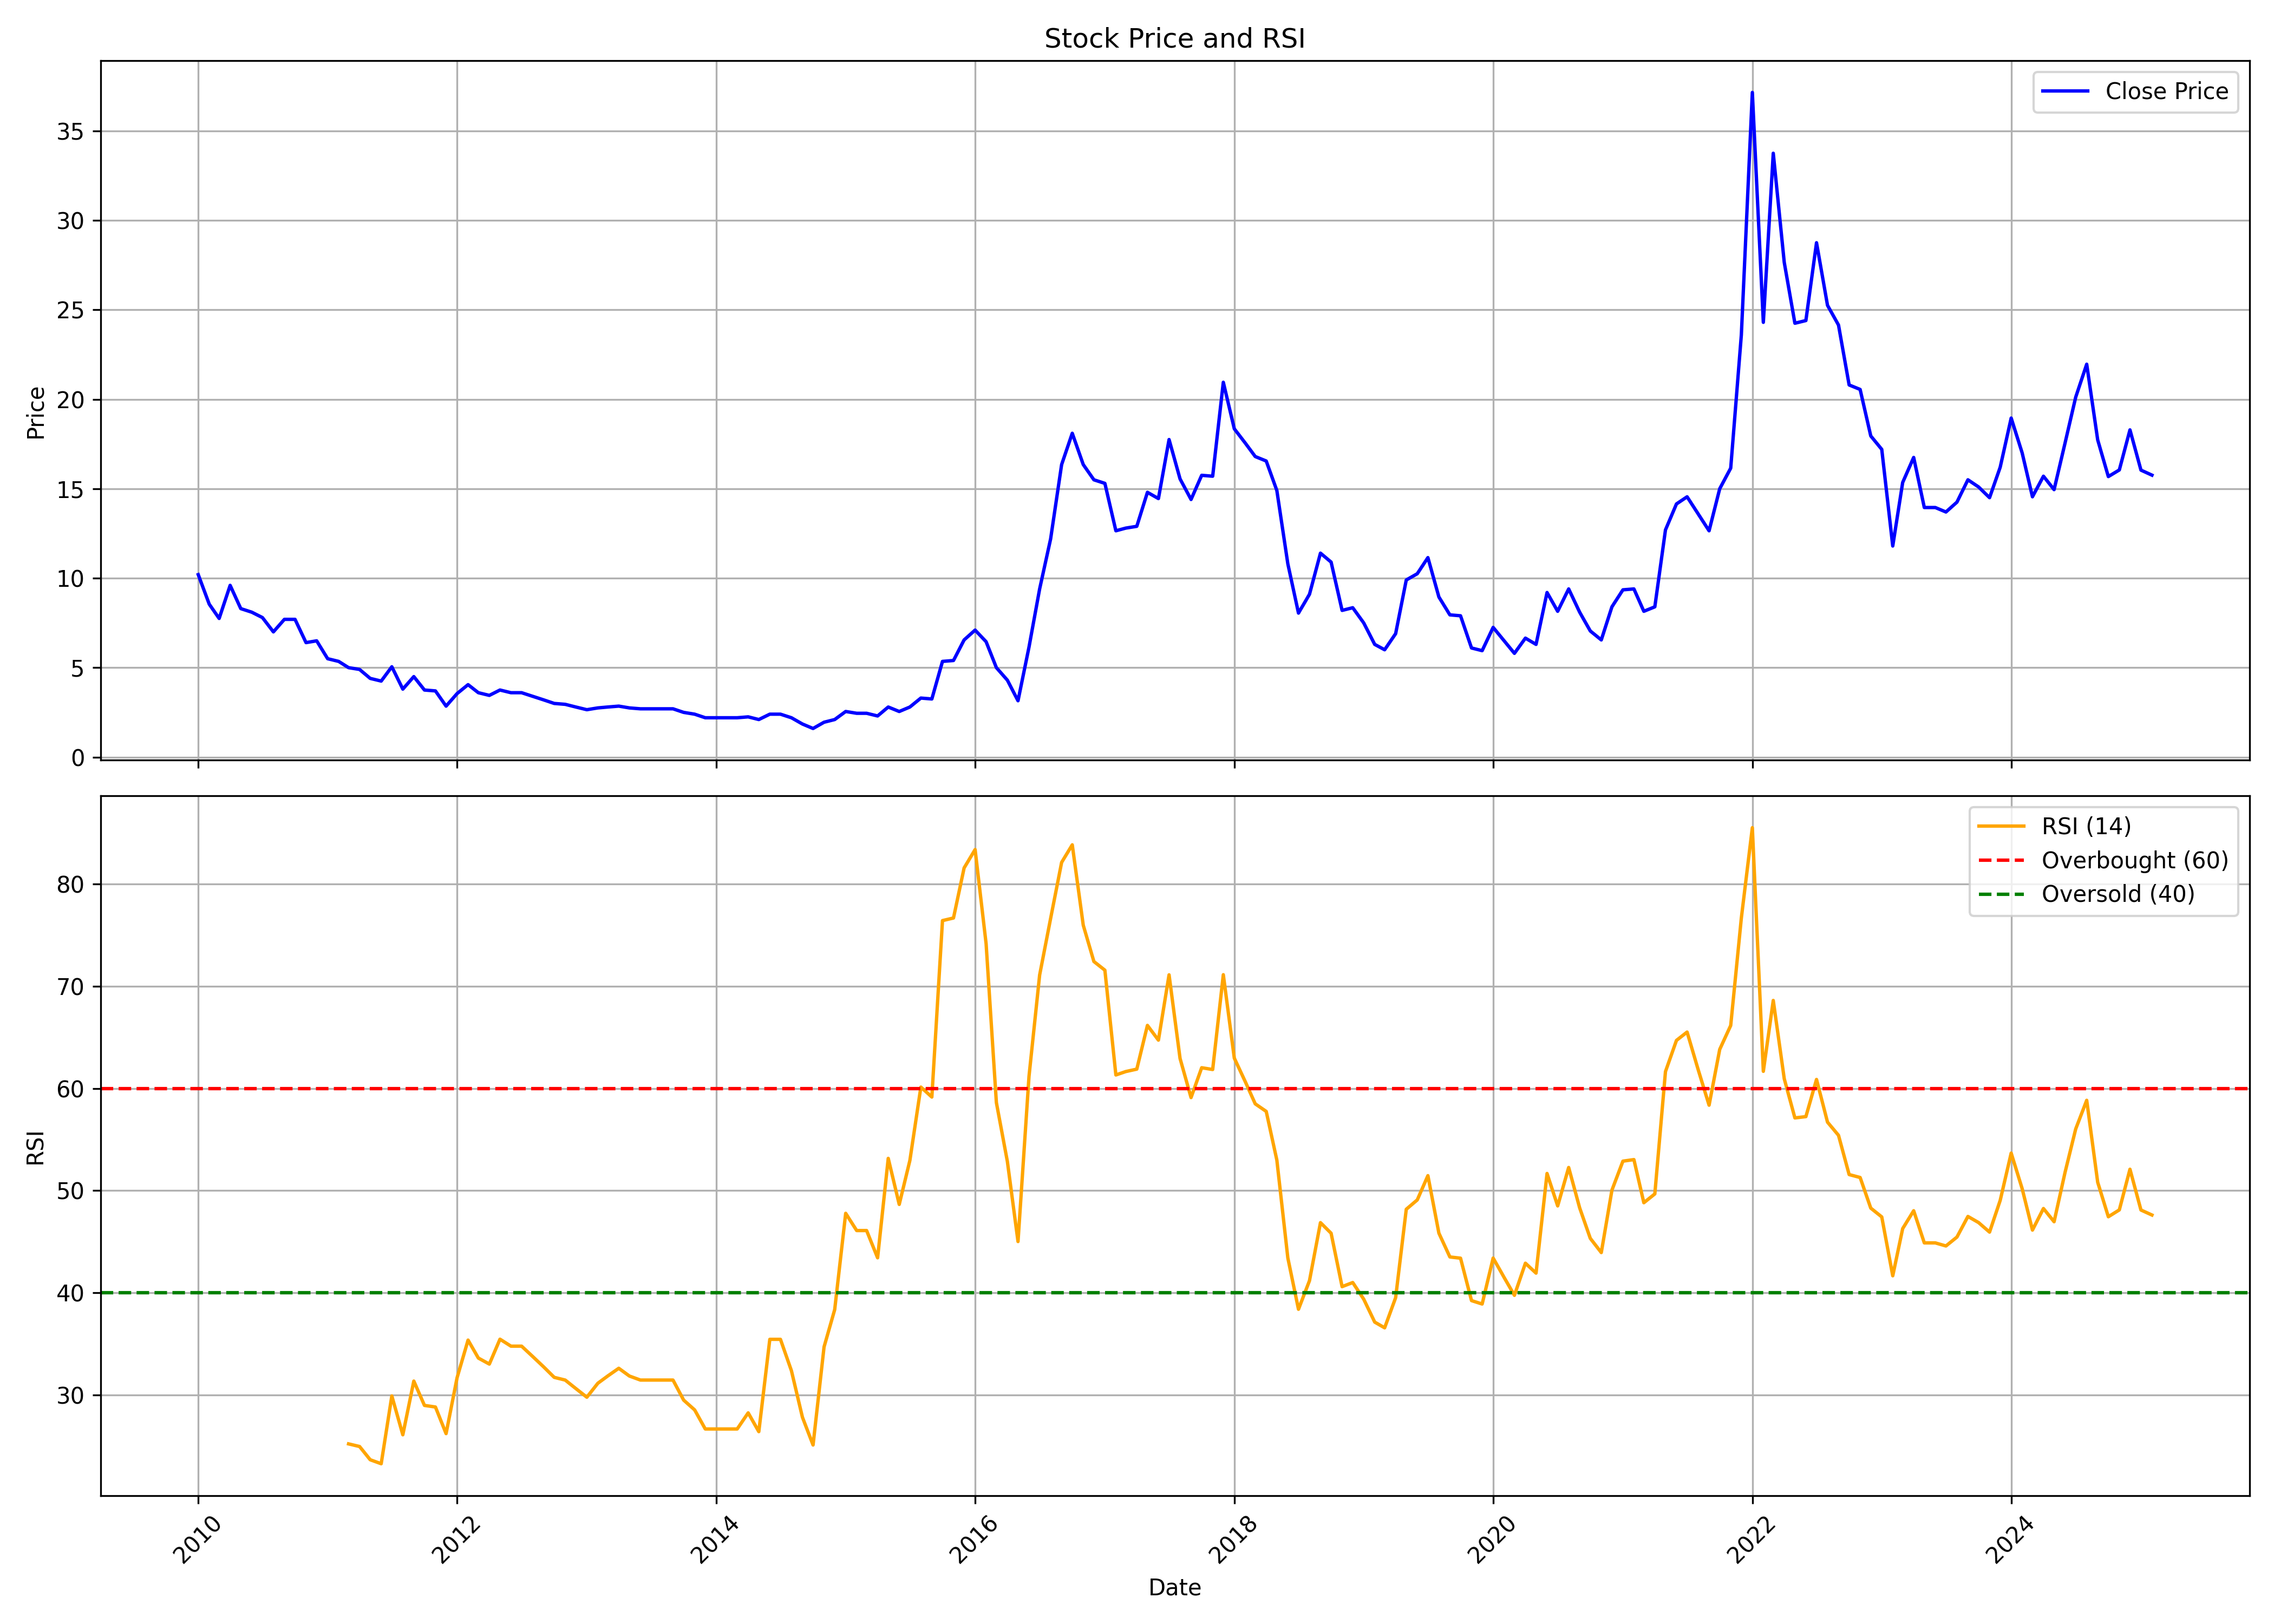 Stock Price and RSI
Close Price
35
30
25
20
15
10
5
0
Price
RSI (14)
Overbought (60)
Oversold (40)
80
70
60
50
40
30
RSI
2010
2012
2014
2016
2018
2020
2022
2024
Date